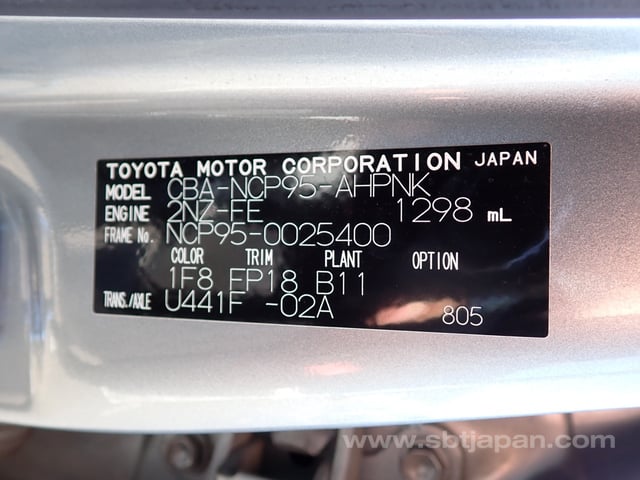 TOYOTA MOTOR CORPORATION JAPAN
MODEL CBA-NCP95-AHPNK
ENGINE 2NZ-FE 1298 mL
FRAME No. NCP95-0025400
COLOR TRIM PLANT OPTION
1F8 FP18 B11
TRANS./AXLE U441F -02A 805
www.sbtjapan.com